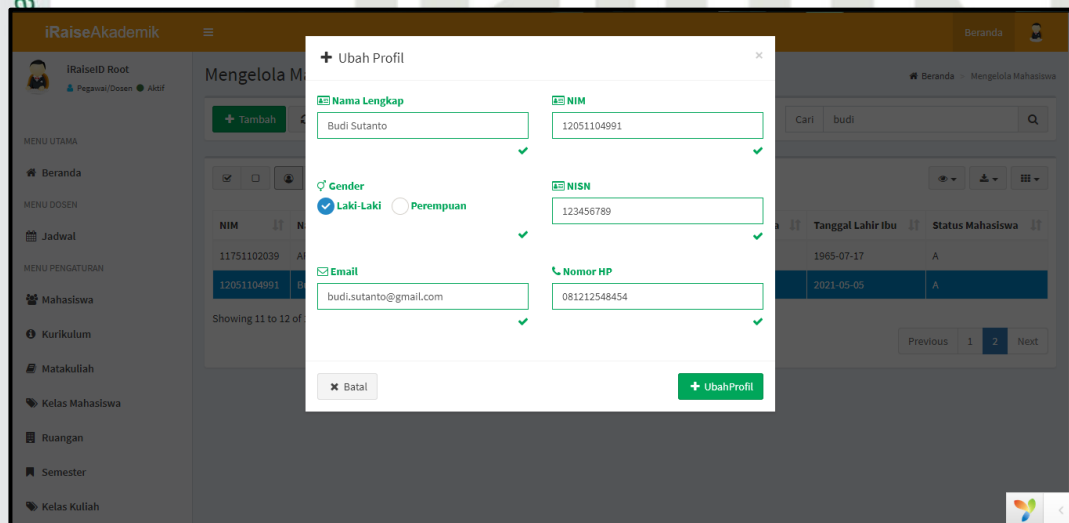 iRaiseAkademik
Beranda
iRaiseID Root
Pegawai/Dosen Aktif
MENU UTAMA
Beranda
MENU DOSEN
Jadwal
MENU PENGATURAN
Mahasiswa
Kurikulum
Matakuliah
Kelas Mahasiswa
Ruangan
Semester
Kelas Kuliah
Mengelola
Beranda > Mengelola Mahasiswa
Tambah
Cari budi
NIM
Tanggal Lahir Ibu Status Mahasiswa
11751102039
1965-07-17 A
12051104991
2021-05-05 A
Showing 11 to 12 of
Previous 1 2 Next
Ubah Profil ×
Nama Lengkap
Budi Sutanto
NIM
12051104991
Gender
Laki-Laki Perempuan
NISN
123456789
Email
budi.sutanto@gmail.com
Nomor HP
081212548454
Batal
UbahProfil